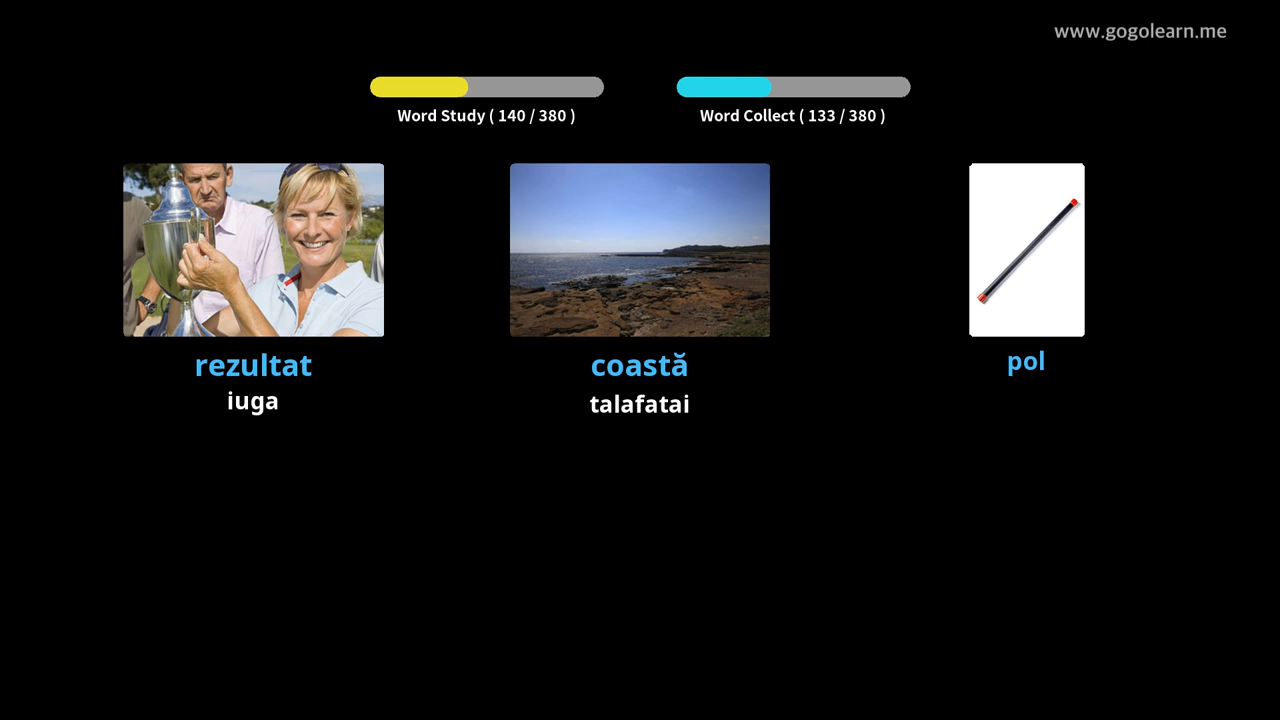 www.gogolearn.me
Word Study ( 140 / 380 )
Word Collect ( 133 / 380 )
rezultat
iuga
coastă
talafatai
pol